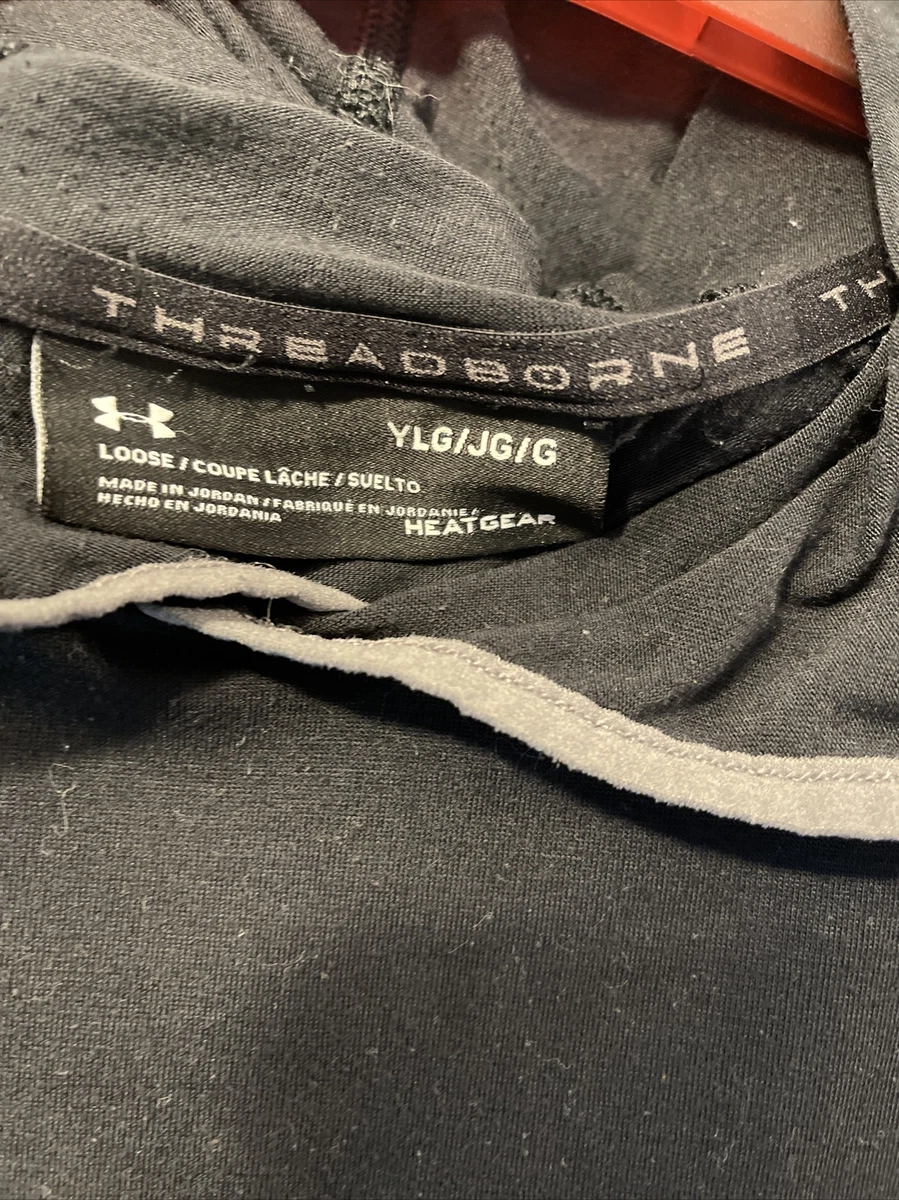 THREADBORNE TH
YLG/JG/G
LOOSE / COUPE LÂCHE / SUELTO
MADE IN JORDAN / FABRIQUÉ EN JORDANIE /
HECHO EN JORDANIA
HEATGEAR